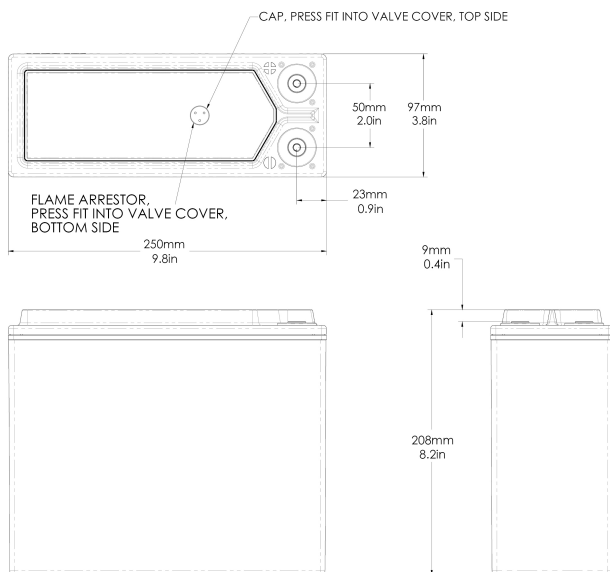 CAP, PRESS FIT INTO VALVE COVER, TOP SIDE
50mm
2.0in
97mm
3.8in
FLAME ARRESTOR,
PRESS FIT INTO VALVE COVER,
BOTTOM SIDE
23mm
0.9in
250mm
9.8in
9mm
0.4in
208mm
8.2in